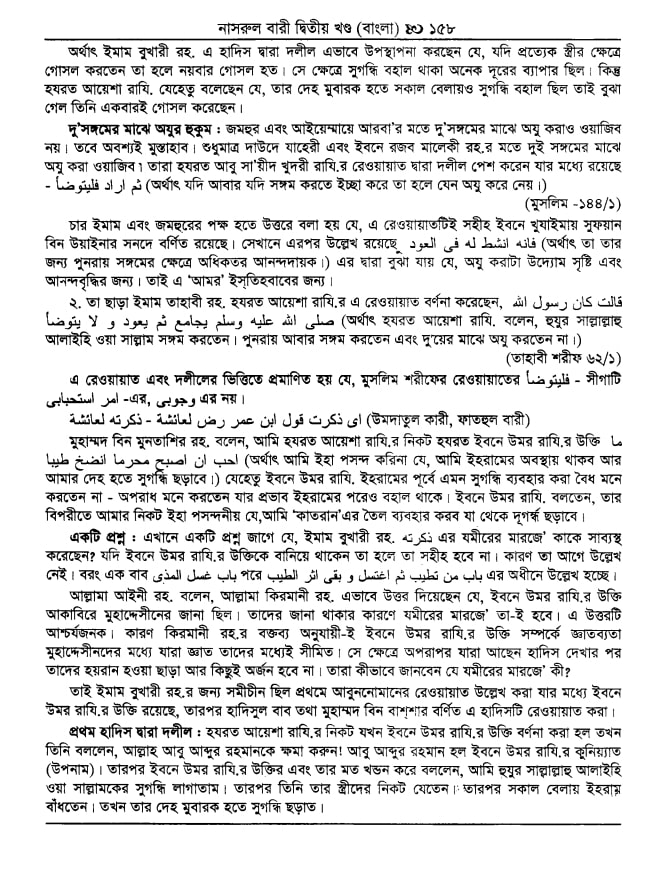 নাসরুল বারী দ্বিতীয় খণ্ড (বাংলা) ১৫৮
অর্থাৎ ইমাম বুখারী রহ. এ হাদিস দ্বারা দলীল এভাবে উপস্থাপনা করছেন যে, যদি প্রত্যেক স্ত্রীর ক্ষেত্রে
গোসল করতেন তা হলে নয়বার গোসল হত। সে ক্ষেত্রে সুগন্ধি বহাল থাকা অনেক দূরের ব্যাপার ছিল। কিন্তু
হযরত আয়েশা রাযি. যেহেতু বলেছেন যে, তার দেহ মুবারক হতে সকাল বেলায়ও সুগন্ধি বহাল ছিল তাই বুঝা
গেল তিনি একবারই গোসল করেছেন।
দু'সঙ্গমের মাঝে অযুর হুকুম : জমহুর এবং আইয়েম্মায়ে আরবা'র মতে দু'সঙ্গমের মাঝে অযু করাও ওয়াজিব
নয়। তবে অবশ্যই মুস্তাহাব। শুধুমাত্র দাউদে যাহেরী এবং ইবনে রজব মালেকী রহ.র মতে দুই সঙ্গমের মাঝে
অযু করা ওয়াজিব। তারা হযরত আবু সা'য়ীদ খুদরী রাযি.র রেওয়ায়াত দ্বারা দলীল পেশ করেন যার মধ্যে রয়েছে
- ثم اراد فليتوضأ (অর্থাৎ যদি আবার যদি সঙ্গম করতে ইচ্ছা করে তা হলে যেন অযু করে নেয়।)
(মুসলিম -১৪৪/১)
চার ইমাম এবং জমহুরের পক্ষ হতে উত্তরে বলা হয় যে, এ রেওয়ায়াতটিই সহীহ ইবনে খুযাইমায় সুফয়ান
বিন উয়াইনার সনদে বর্ণিত রয়েছে। সেখানে এরপর উল্লেখ রয়েছে فانه انشط له فى العود (অর্থাৎ তা তার
জন্য পুনরায় সঙ্গমের ক্ষেত্রে অধিকতর আনন্দদায়ক।) এর দ্বারা বুঝা যায় যে, অযু করাটা উদ্যোম সৃষ্টি এবং
আনন্দবৃদ্ধির জন্য। তাই এ 'আমর' ইস্তিহবাবের জন্য।
২. তা ছাড়া ইমাম তাহাবী রহ. হযরত আয়েশা রাযি.র এ রেওয়ায়াত বর্ণনা করেছেন, قالت كان رسول الله
صلى الله عليه وسلم يجامع ثم يعود و لا يتوضأ (অর্থাৎ হযরত আয়েশা রাযি. বলেন, হুযুর সাল্লাল্লাহু
আলাইহি ওয়া সাল্লাম সঙ্গম করতেন। পুনরায় আবার সঙ্গম করতেন এবং দু'য়ের মাঝে অযু করতেন না।)
(তাহাবী শরীফ ৬২/১)
এ রেওয়ায়াত এবং দলীলের ভিত্তিতে প্রমাণিত হয় যে, মুসলিম শরীফের রেওয়ায়াতের فليتوضأ - সীগাটি
امر استحبابى -এর, وجوبى এর নয়।
اى ذكرت قول ابن عمر رض لعائشة - ذكرته لعائشة (উমদাতুল কারী, ফাতহুল বারী)
মুহাম্মদ বিন মুনতাশির রহ. বলেন, আমি হযরত আয়েশা রাযি.র নিকট হযরত ইবনে উমর রাযি.র উক্তি ما
احب ان اصبح محرما انضخ طيبا (অর্থাৎ আমি ইহা পসন্দ করিনা যে, আমি ইহরামের অবস্থায় থাকব আর
আমার দেহ হতে সুগন্ধি ছড়াবে।) যেহেতু ইবনে উমর রাযি. ইহরামের পূর্বে এমন সুগন্ধি ব্যবহার করা বৈধ মনে
করতেন না - অপরাধ মনে করতেন যার প্রভাব ইহরামের পরেও বহাল থাকে। ইবনে উমর রাযি. বলতেন, তার
বিপরীতে আমার নিকট ইহা পসন্দনীয় যে,আমি 'কাতরান'এর তৈল ব্যবহার করব যা থেকে দূর্গন্ধ ছড়াবে।
একটি প্রশ্ন : এখানে একটি প্রশ্ন জাগে যে, ইমাম বুখারী রহ. ذكرته এর যমীরের মারজে' কাকে সাব্যস্থ
করেছেন? যদি ইবনে উমর রাযি.র উক্তিকে বানিয়ে থাকেন তা হলে তা সহীহ হবে না। কারণ তা আগে উল্লেখ
নেই। বরং এক বাব باب غسل المذى পরে باب من تطيب ثم اغتسل و بقى اثر الطيب এর অধীনে উল্লেখ হচ্ছে।
আল্লামা আইনী রহ. বলেন, আল্লামা কিরমানী রহ. এভাবে উত্তর দিয়েছেন যে, ইবনে উমর রাযি.র উক্তি
আকাবিরে মুহাদ্দেসীনের জানা ছিল। তাদের জানা থাকার কারণে যমীরের মারজে' তা-ই হবে। এ উত্তরটি
আশ্চর্যজনক। কারণ কিরমানী রহ.র বক্তব্য অনুযায়ী-ই ইবনে উমর রাযি.র উক্তি সম্পর্কে জ্ঞাতব্যতা
মুহাদ্দেসীনদের মধ্যে যারা জ্ঞাত তাদের মধ্যেই সীমিত। সে ক্ষেত্রে অপরাপর যারা আছেন হাদিস দেখার পর
তাদের হয়রান হওয়া ছাড়া আর কিছুই অর্জন হবে না। তারা কীভাবে জানবেন যে যমীরের মারজে' কী?
তাই ইমাম বুখারী রহ.র জন্য সমীচীন ছিল প্রথমে আবুননোমানের রেওয়ায়াত উল্লেখ করা যার মধ্যে ইবনে
উমর রাযি.র উক্তি রয়েছে, তারপর হাদিসুল বাব তথা মুহাম্মদ বিন বাশ্শার বর্ণিত এ হাদিসটি রেওয়ায়াত করা।
প্রথম হাদিস দ্বারা দলীল : হযরত আয়েশা রাযি.র নিকট যখন ইবনে উমর রাযি.র উক্তি বর্ণনা করা হল তখন
তিনি বললেন, আল্লাহ আবু আব্দুর রহমানকে ক্ষমা করুন! আবু আব্দুর রহমান হল ইবনে উমর রাযি.র কুনিয়্যাত
(উপনাম)। তারপর ইবনে উমর রাযি.র উক্তির এবং তার মত খন্ডন করে বললেন, আমি হুযুর সাল্লাল্লাহু আলাইহি
ওয়া সাল্লামকের সুগন্ধি লাগাতাম। তারপর তিনি তার স্ত্রীদের নিকট যেতেন। তারপর সকাল বেলায় ইহরাম
বাঁধতেন। তখন তার দেহ মুবারক হতে সুগন্ধি ছড়াত।